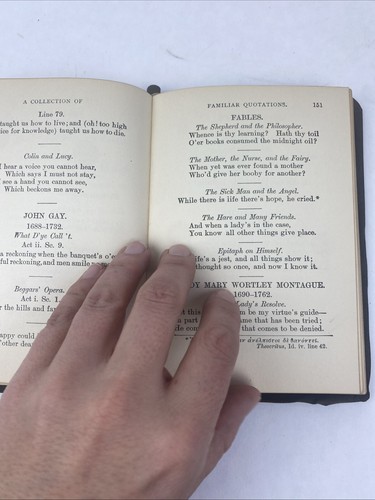 A COLLECTION OF
Line 79.
taught us how to live; and (oh! too high
ice for knowledge) taught us how to die.
Colin and Lucy.
hear a voice you cannot hear,
Which says I must not stay,
see a hand you cannot see,
Which beckons me away.
JOHN GAY.
1688-1732.
What D'ye Call 't.
Act ii. Sc. 9.
a reckoning when the banquet's o'e
ful reckoning, and men smile no
Beggars' Opera.
Act i. Sc. 1.
r the hills and far
appy could
other dea
FAMILIAR QUOTATIONS. 151
FABLES.
The Shepherd and the Philosopher.
Whence is thy learning? Hath thy toil
O'er books consumed the midnight oil?
The Mother, the Nurse, and the Fairy.
When yet was ever found a mother
Who'd give her booby for another?
The Sick Man and the Angel.
While there is life there's hope, he cried.*
The Hare and Many Friends.
And when a lady's in the case,
You know all other things give place.
Epitaph on Himself.
ife's a jest, and all things show it;
thought so once, and now I know it.
DY MARY WORTLEY MONTAGUE.
1690-1762.
Lady's Resolve.
t this be my virtue's guide—
part ame that has been tried;
de con that comes to be denied.
Theocritus, Id. iv. line 42.